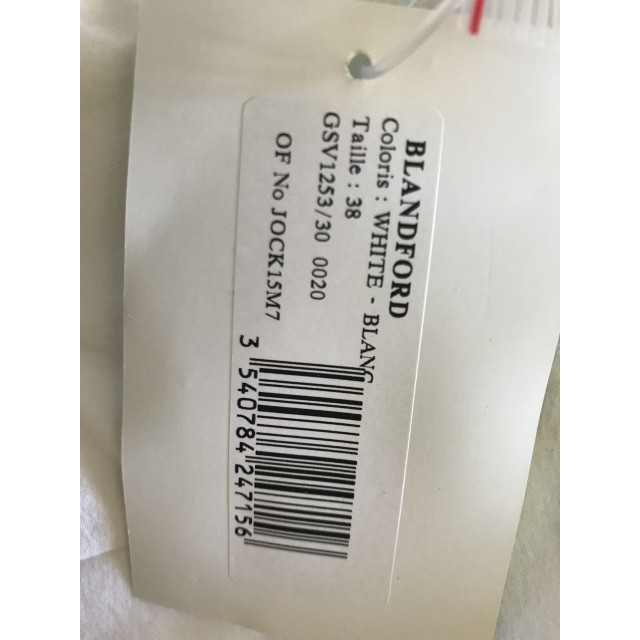 BLANDFORD
Coloris : WHITE - BLANC
Taille : 38
GSV1253/30 0020
OF No JOCK15M7
3 540784 247156